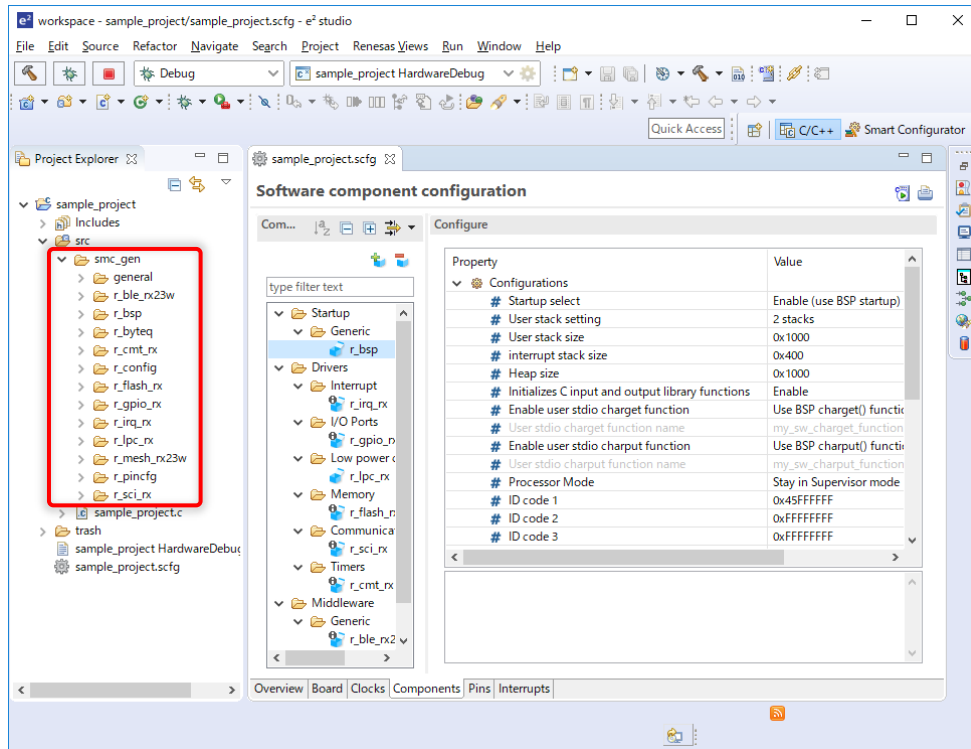 workspace - sample_project/sample_project.scfg - e² studio
File Edit Source Refactor Navigate Search Project Renesas Views Run Window Help
Debug
sample_project HardwareDebug
Quick Access
C/C++
Smart Configurator
Project Explorer
sample_project
Includes
src
smc_gen
general
r_ble_rx23w
r_bsp
r_byteq
r_cmt_rx
r_config
r_flash_rx
r_gpio_rx
r_irq_rx
r_lpc_rx
r_mesh_rx23w
r_pincfg
r_sci_rx
sample_project.c
trash
sample_project HardwareDebug
sample_project.scfg
sample_project.scfg
Software component configuration
Com...
type filter text
Startup
Generic
r_bsp
Drivers
Interrupt
r_irq_rx
I/O Ports
r_gpio_r
Low power c
r_lpc_rx
Memory
r_flash_r
Communica
r_sci_rx
Timers
r_cmt_rx
Middleware
Generic
r_ble_rx2
Configure
Property Value
Configurations
# Startup select Enable (use BSP startup)
# User stack setting 2 stacks
# User stack size 0x1000
# interrupt stack size 0x400
# Heap size 0x1000
# Initializes C input and output library functions Enable
# Enable user stdio charget function Use BSP charget() functic
# User stdio charget function name my_sw_charget_function
# Enable user stdio charput function Use BSP charput() functi
# User stdio charput function name my_sw_charput_function
# Processor Mode Stay in Supervisor mode
# ID code 1 0x45FFFFFF
# ID code 2 0xFFFFFFFF
# ID code 3 0xFFFFFFFF
Overview Board Clocks Components Pins Interrupts